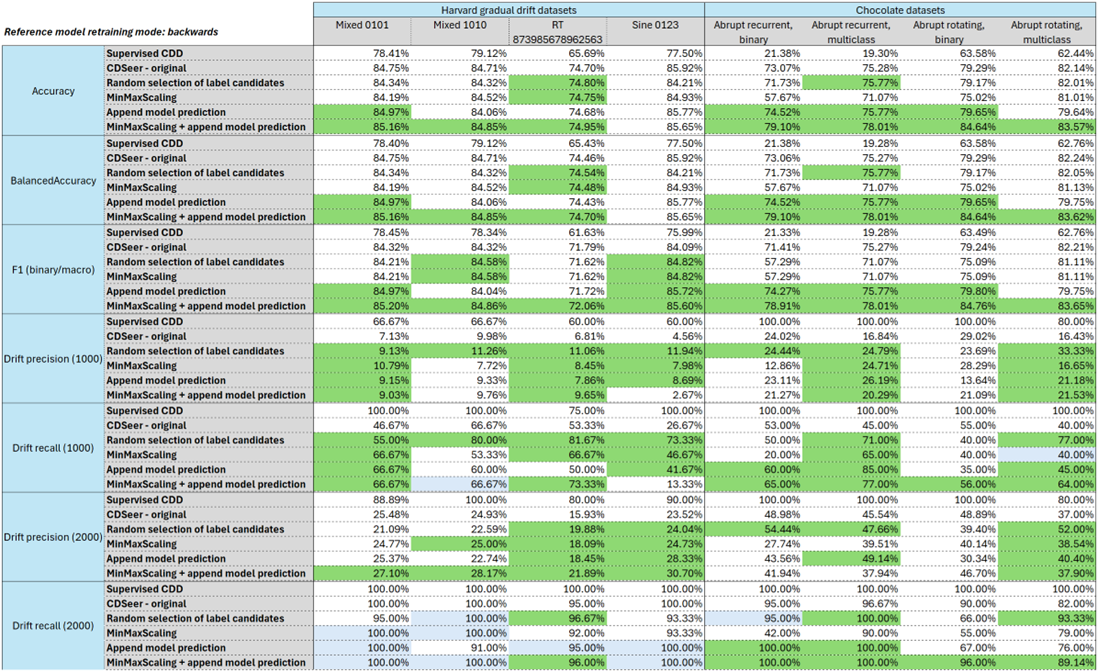 Harvard gradual drift datasets Chocolate datasets
Reference model retraining mode: backwards Mixed 0101 Mixed 1010 RT 873985678962563 Sine 0123 Abrupt recurrent, binary Abrupt recurrent, multiclass Abrupt rotating, binary Abrupt rotating, multiclass
Accuracy
Supervised CDD 78.41% 79.12% 65.69% 77.50% 21.38% 19.30% 63.58% 62.44%
CDSeer - original 84.75% 84.71% 74.70% 85.92% 73.07% 75.28% 79.29% 82.14%
Random selection of label candidates 84.34% 84.32% 74.80% 84.21% 71.73% 75.77% 79.17% 82.01%
MinMaxScaling 84.19% 84.52% 74.75% 84.93% 57.67% 71.07% 75.02% 81.01%
Append model prediction 84.97% 84.06% 74.68% 85.77% 74.52% 75.77% 79.65% 79.64%
MinMaxScaling + append model prediction 85.16% 84.85% 74.95% 85.65% 79.10% 78.01% 84.64% 83.57%
BalancedAccuracy
Supervised CDD 78.40% 79.12% 65.43% 77.50% 21.38% 19.28% 63.58% 62.76%
CDSeer - original 84.75% 84.71% 74.46% 85.92% 73.06% 75.27% 79.29% 82.24%
Random selection of label candidates 84.34% 84.32% 74.54% 84.21% 71.73% 75.77% 79.17% 82.05%
MinMaxScaling 84.19% 84.52% 74.48% 84.93% 57.67% 71.07% 75.02% 81.13%
Append model prediction 84.97% 84.06% 74.43% 85.77% 74.52% 75.77% 79.65% 79.75%
MinMaxScaling + append model prediction 85.16% 84.85% 74.70% 85.65% 79.10% 78.01% 84.64% 83.62%
F1 (binary/macro)
Supervised CDD 78.45% 78.34% 61.63% 75.99% 21.33% 19.28% 63.49% 62.76%
CDSeer - original 84.32% 84.32% 71.79% 84.09% 71.41% 75.27% 79.24% 82.21%
Random selection of label candidates 84.21% 84.58% 71.62% 84.82% 57.29% 71.07% 75.09% 81.11%
MinMaxScaling 84.21% 84.58% 71.62% 84.82% 57.29% 71.07% 75.09% 81.11%
Append model prediction 84.97% 84.04% 71.72% 85.72% 74.27% 75.77% 79.80% 79.75%
MinMaxScaling + append model prediction 85.20% 84.86% 72.06% 85.60% 78.91% 78.01% 84.76% 83.65%
Drift precision (1000)
Supervised CDD 66.67% 66.67% 60.00% 60.00% 100.00% 100.00% 100.00% 80.00%
CDSeer - original 7.13% 9.98% 6.81% 4.56% 24.02% 16.84% 29.02% 16.43%
Random selection of label candidates 9.13% 11.26% 11.06% 11.94% 24.44% 24.79% 23.69% 33.33%
MinMaxScaling 10.79% 7.72% 8.45% 7.98% 12.86% 24.71% 28.29% 16.65%
Append model prediction 9.15% 9.33% 7.86% 8.69% 23.11% 26.19% 13.64% 21.18%
MinMaxScaling + append model prediction 9.03% 9.76% 9.65% 2.67% 21.27% 20.29% 21.09% 21.53%
Drift recall (1000)
Supervised CDD 100.00% 100.00% 75.00% 100.00% 100.00% 100.00% 100.00% 100.00%
CDSeer - original 46.67% 66.67% 53.33% 26.67% 53.00% 45.00% 55.00% 40.00%
Random selection of label candidates 55.00% 80.00% 81.67% 73.33% 50.00% 71.00% 40.00% 77.00%
MinMaxScaling 66.67% 53.33% 66.67% 46.67% 20.00% 65.00% 40.00% 40.00%
Append model prediction 66.67% 60.00% 50.00% 41.67% 60.00% 85.00% 35.00% 45.00%
MinMaxScaling + append model prediction 66.67% 66.67% 73.33% 13.33% 65.00% 77.00% 56.00% 64.00%
Drift precision (2000)
Supervised CDD 88.89% 100.00% 80.00% 90.00% 100.00% 100.00% 100.00% 80.00%
CDSeer - original 25.48% 24.93% 15.93% 23.52% 48.98% 45.54% 48.89% 37.00%
Random selection of label candidates 21.09% 22.59% 19.88% 24.04% 54.44% 47.66% 39.40% 52.00%
MinMaxScaling 24.77% 25.00% 18.09% 24.73% 27.74% 39.51% 40.14% 38.54%
Append model prediction 25.37% 22.74% 18.45% 28.33% 43.56% 49.14% 30.34% 40.40%
MinMaxScaling + append model prediction 27.10% 28.17% 21.89% 30.70% 41.94% 37.94% 46.70% 37.90%
Drift recall (2000)
Supervised CDD 100.00% 100.00% 100.00% 100.00% 100.00% 100.00% 100.00% 100.00%
CDSeer - original 100.00% 100.00% 95.00% 100.00% 95.00% 96.67% 90.00% 82.00%
Random selection of label candidates 95.00% 100.00% 96.67% 93.33% 95.00% 100.00% 66.00% 93.33%
MinMaxScaling 100.00% 100.00% 92.00% 93.33% 42.00% 90.00% 55.00% 79.00%
Append model prediction 100.00% 91.00% 95.00% 100.00% 100.00% 100.00% 67.00% 76.00%
MinMaxScaling + append model prediction 100.00% 100.00% 96.00% 100.00% 100.00% 100.00% 96.00% 89.14%